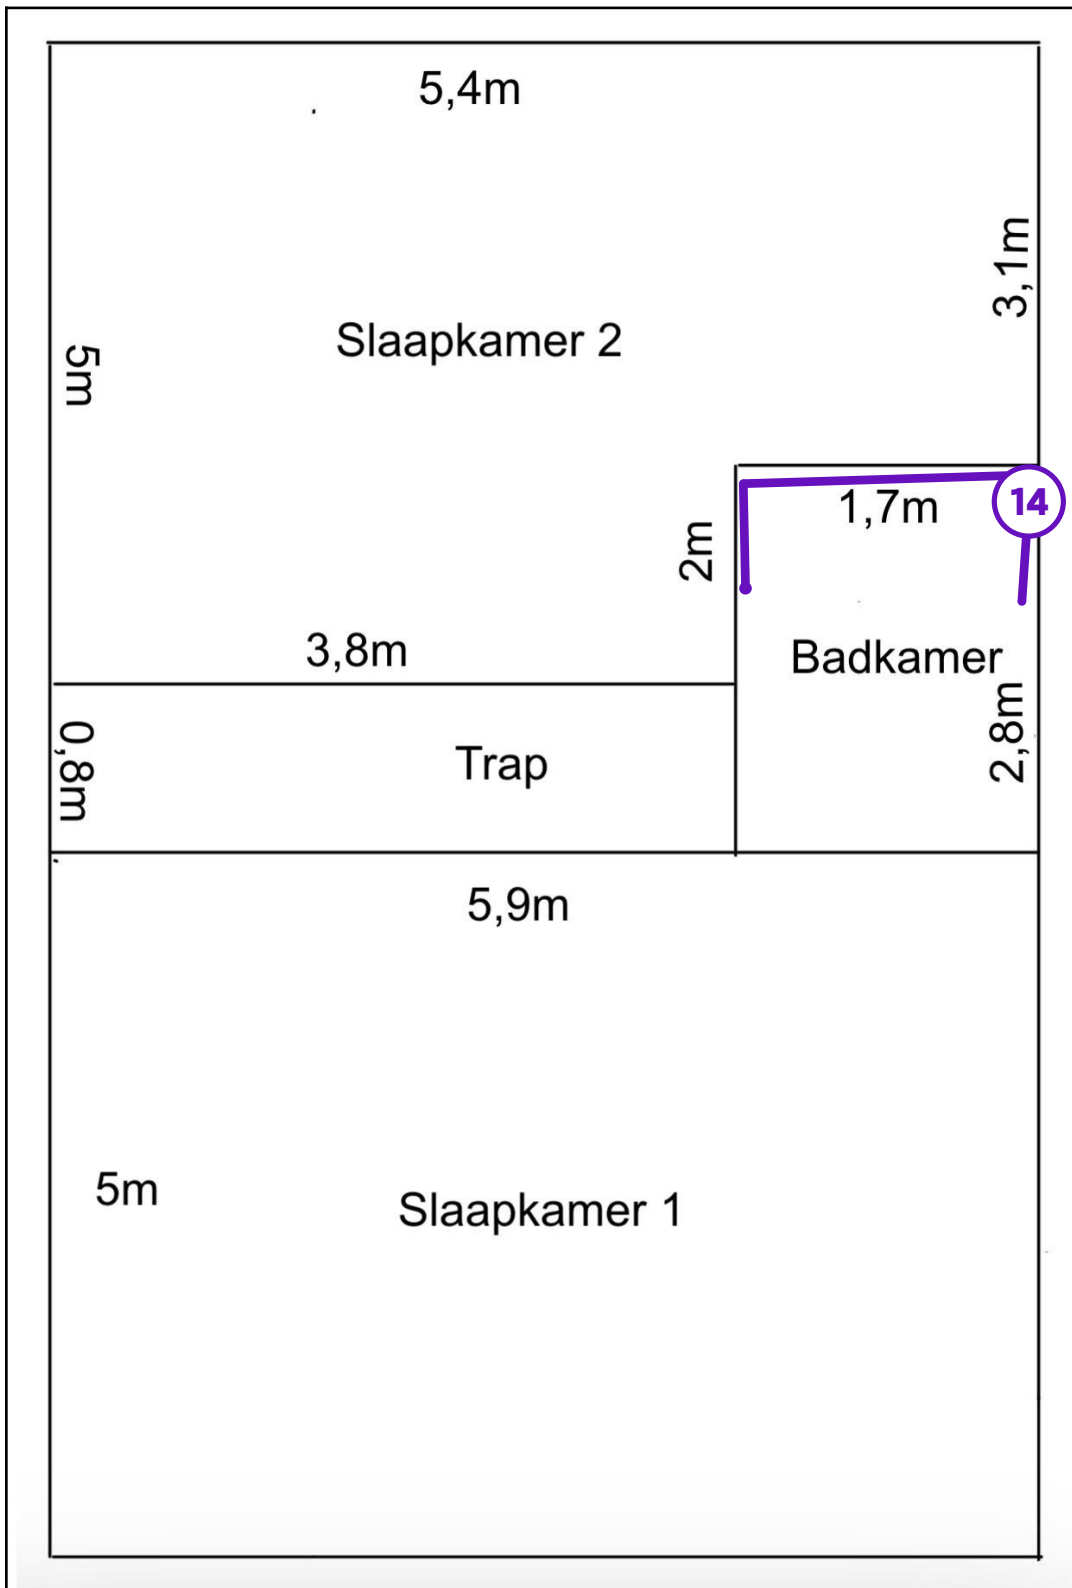 5,4m
3,1m
Slaapkamer 2
5m
14
1,7m
2m
3,8m
Badkamer
2,8m
0,8m
Trap
5,9m
5m
Slaapkamer 1